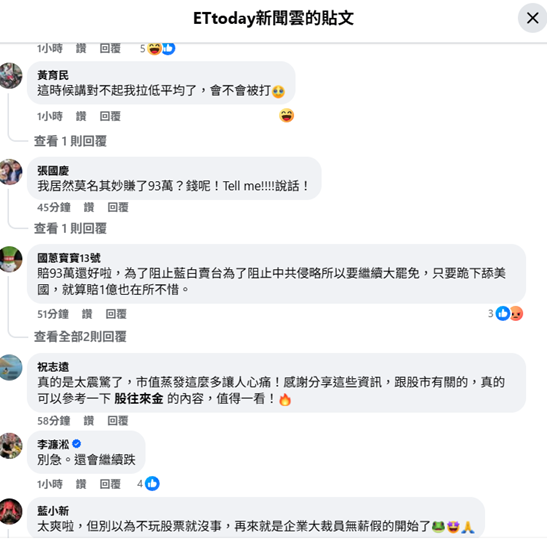 ETtoday新聞雲的貼文
1小時 讚 回覆 5
黃育民
這時候講對不起我拉低平均了，會不會被打🥹
1小時 讚 回覆
查看 1 則回覆
張國慶
我居然莫名其妙賺了93萬？錢呢！Tell me!!!!說話！
45分鐘 讚 回覆
查看 1 則回覆
國蔥寶寶13號
賠93萬還好啦，為了阻止藍白賣台為了阻止中共侵略所以要繼續大罷免，只要跪下舔美
國，就算賠1億也在所不惜。
51分鐘 讚 回覆 3
查看全部2則回覆
祝志遠
真的是太震驚了，市值蒸發這麼多讓人心痛！感謝分享這些資訊，跟股市有關的，真的
可以參考一下 股往來金 的內容，值得一看！🔥
58分鐘 讚 回覆
李濂淞
別急。還會繼續跌
1小時 讚 回覆 4
藍小新
太爽啦，但別以為不玩股票就沒事，再來就是企業大裁員無薪假的開始了🐸🤩🙏